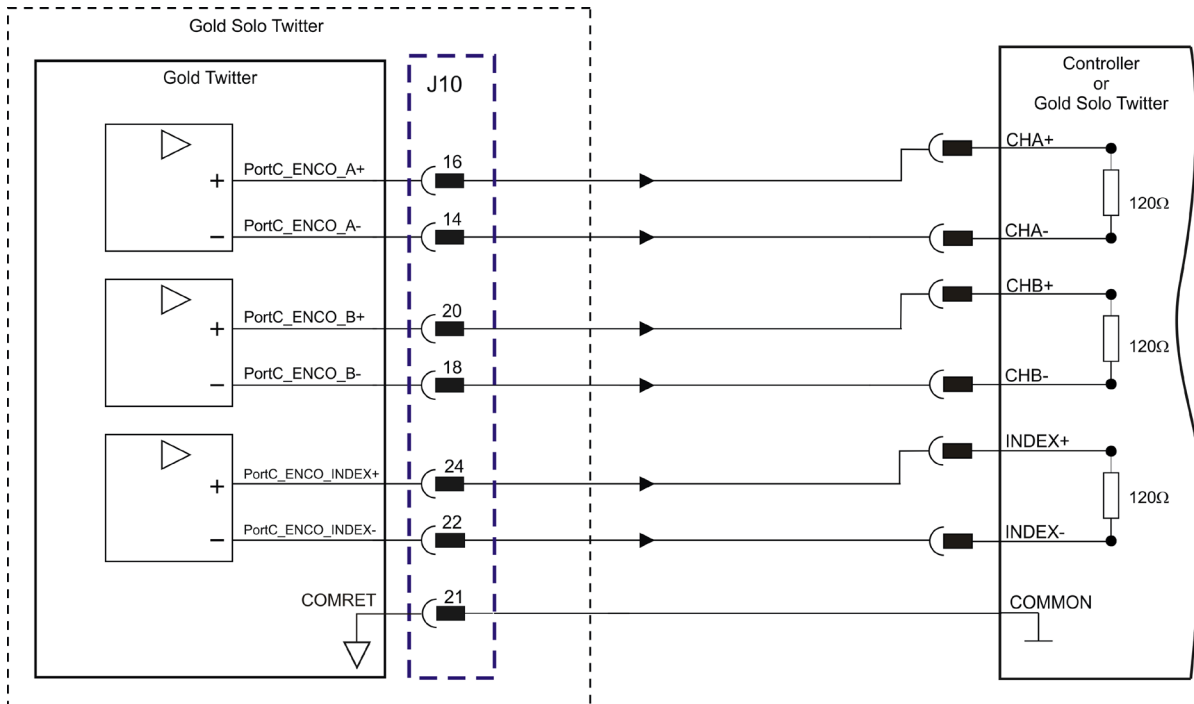 Gold Solo Twitter
Gold Twitter
J10
Controller
or
Gold Solo Twitter
+
PortC_ENCO_A+
16
CHA+
−
PortC_ENCO_A-
14
CHA-
120Ω
+
PortC_ENCO_B+
20
CHB+
−
PortC_ENCO_B-
18
CHB-
120Ω
+
PortC_ENCO_INDEX+
24
INDEX+
−
PortC_ENCO_INDEX-
22
INDEX-
120Ω
COMRET
21
COMMON